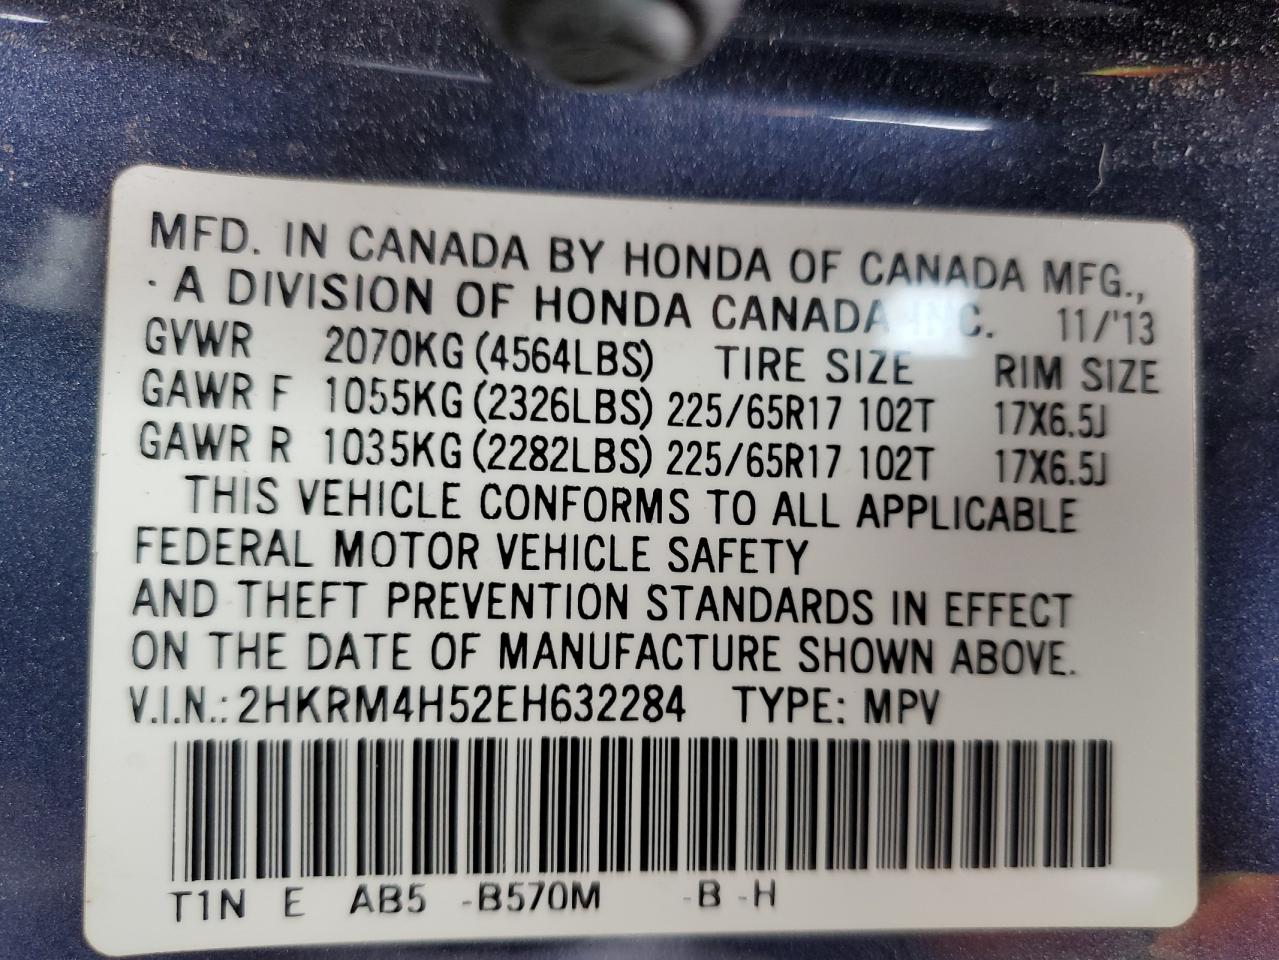 MFD. IN CANADA BY HONDA OF CANADA MFG.,
A DIVISION OF HONDA CANADA INC. 11/'13
GVWR 2070KG (4564LBS) TIRE SIZE RIM SIZE
GAWR F 1055KG (2326LBS) 225/65R17 102T 17X6.5J
GAWR R 1035KG (2282LBS) 225/65R17 102T 17X6.5J
THIS VEHICLE CONFORMS TO ALL APPLICABLE
FEDERAL MOTOR VEHICLE SAFETY
AND THEFT PREVENTION STANDARDS IN EFFECT
ON THE DATE OF MANUFACTURE SHOWN ABOVE.
V.I.N.: 2HKRM4H52EH632284 TYPE: MPV
T1N E AB5 -B570M -B -H